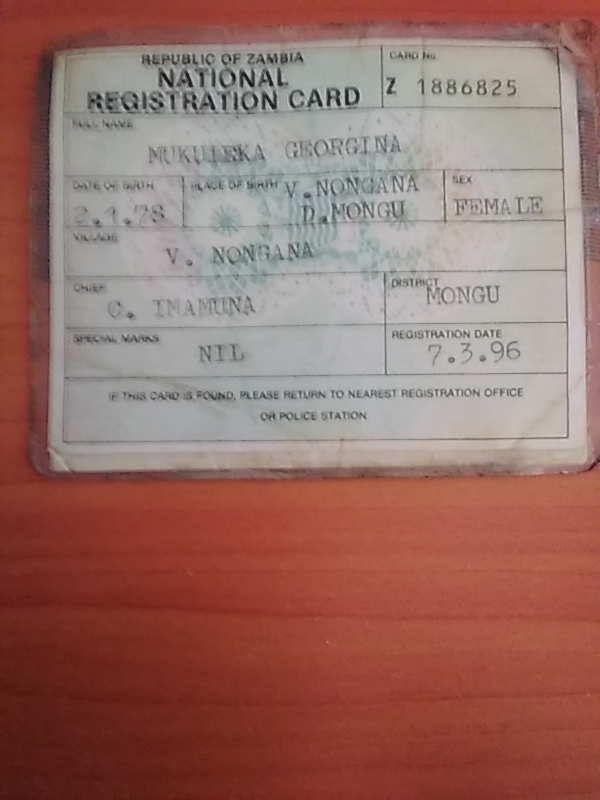 REPUBLIC OF ZAMBIA
NATIONAL
REGISTRATION CARD
CARD No
Z 1886825
FULL NAME
GEORGINA
DATE OF BIRTH
2.1.78
PLACE OF BIRTH V.NONGANA
D.MONGU
SEX
FEMALE
VILLAGE
V. NONGANA
CHIEF
C. IMAMUNA
DISTRICT
MONGU
SPECIAL MARKS
NIL
REGISTRATION DATE
7.3.96
IF THIS CARD IS FOUND, PLEASE RETURN TO NEAREST REGISTRATION OFFICE
OR POLICE STATION